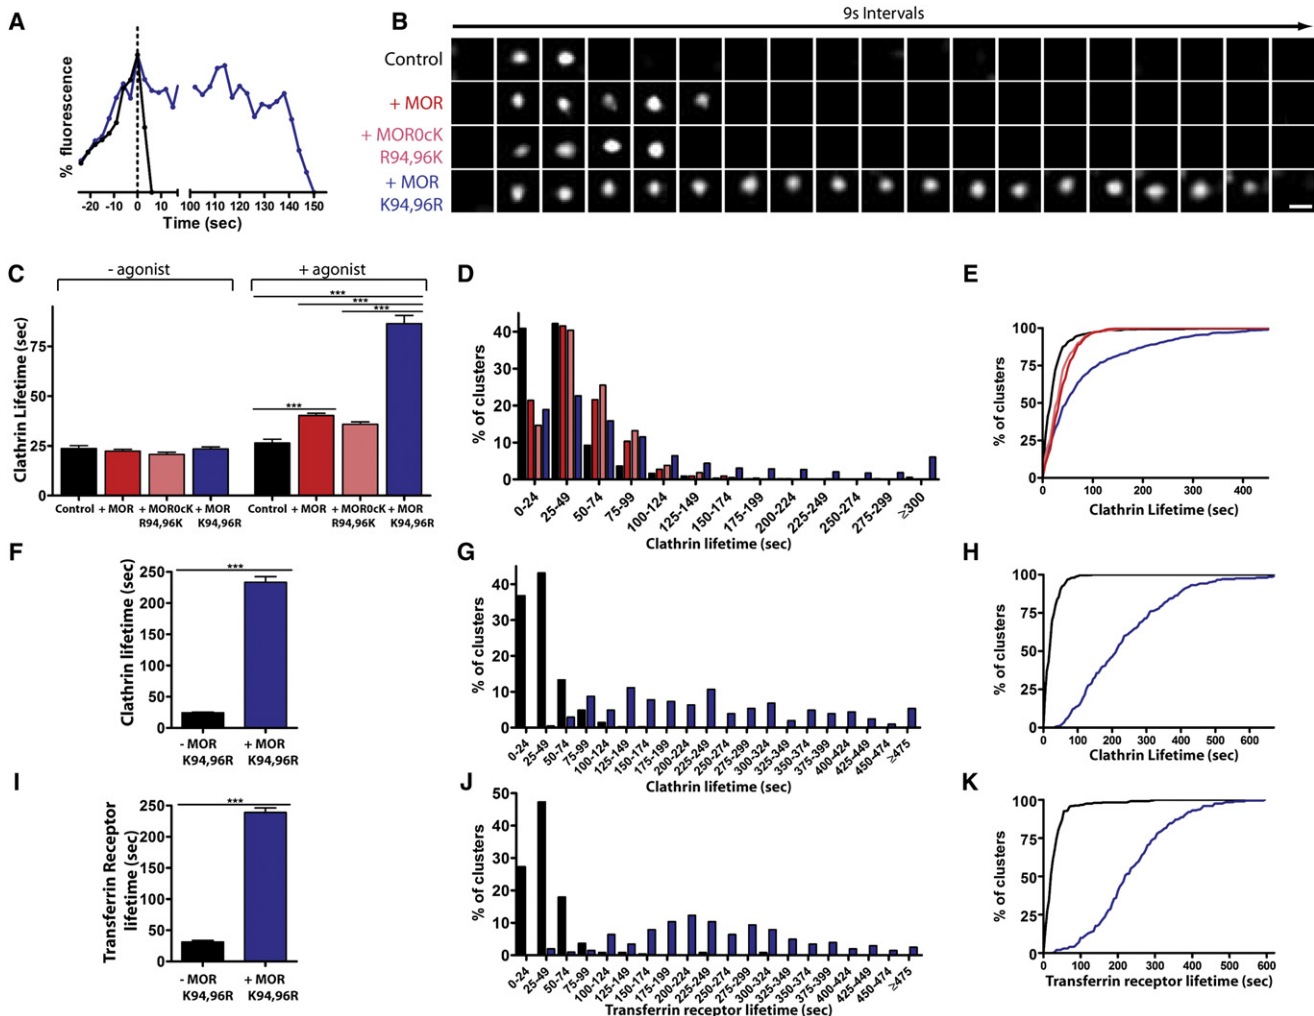 A
% fluorescence
-20 -10 0 10 100 110 120 130 140 150
Time (sec)
B
9s Intervals
Control
+ MOR
+ MOR0cK
R94,96K
+ MOR
K94,96R
C
- agonist
+ agonist
***
***
***
***
Clathrin Lifetime (sec)
75
50
25
0
Control + MOR + MOR0cK + MOR Control + MOR + MOR0cK + MOR
R94,96K K94,96R R94,96K K94,96R
D
% of clusters
40
30
20
10
0
0-24 25-49 50-74 75-99 100-124 125-149 150-174 175-199 200-224 225-249 250-274 275-299 ≥300
Clathrin lifetime (sec)
E
% of clusters
100
75
50
25
0
0 100 200 300 400
Clathrin Lifetime (sec)
F
Clathrin lifetime (sec)
***
250
200
150
100
50
0
- MOR + MOR
K94,96R K94,96R
G
% of clusters
40
30
20
10
0
0-24 25-49 50-74 75-99 100-124 125-149 150-174 175-199 200-224 225-249 250-274 275-299 300-324 325-349 350-374 375-399 400-424 425-449 450-474 ≥475
Clathrin lifetime (sec)
H
% of clusters
100
75
50
25
0
0 100 200 300 400 500 600
Clathrin Lifetime (sec)
I
Transferrin Receptor
lifetime (sec)
***
250
200
150
100
50
0
- MOR + MOR
K94,96R K94,96R
J
% of clusters
50
40
30
20
10
0
0-24 25-49 50-74 75-99 100-124 125-149 150-174 175-199 200-224 225-249 250-274 275-299 300-324 325-349 350-374 375-399 400-424 425-449 450-474 ≥475
Transferrin receptor lifetime (sec)
K
% of clusters
100
75
50
25
0
0 100 200 300 400 500 600
Transferrin receptor lifetime (sec)